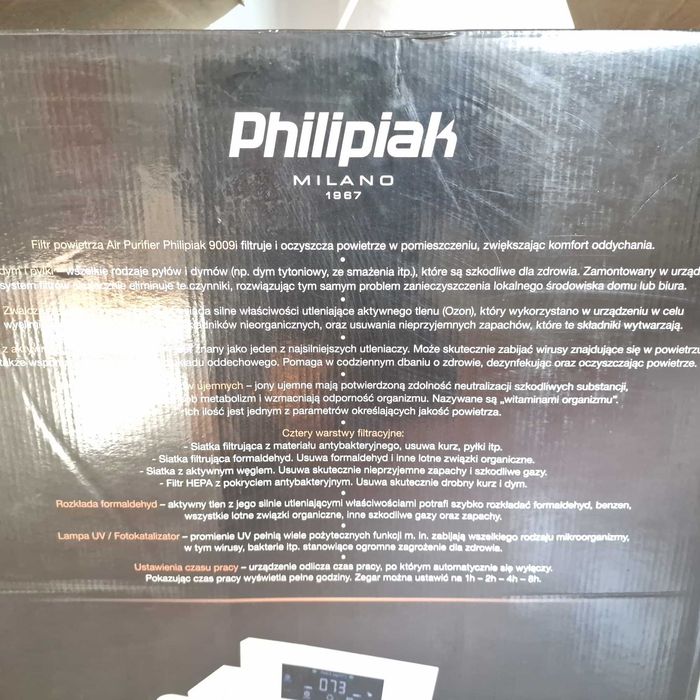 Philipiak
MILANO
1967
Filtr powietrza Air Purifier Philipiak 9009i filtruje i oczyszcza powietrze w pomieszczeniu, zwiększając komfort oddychania.
dym i pyłki – wszelkie rodzaje pyłów i dymów (np. dym tytoniowy, ze smażenia itp.), które są szkodliwe dla zdrowia. Zamontowany w urząd
system filtrów skutecznie eliminuje te czynniki, rozwiązując tym samym problem zanieczyszczenia lokalnego środowiska domu lub biura.
Zwalcza silne właściwości utleniające aktywnego tlenu (Ozon), który wykorzystano w urządzeniu w celu
składników nieorganicznych, oraz usuwania nieprzyjemnych zapachów, które te składniki wytwarzają.
z aktyw znany jako jeden z najsilniejszych utleniaczy. Może skutecznie zabijać wirusy znajdujące się w powietrzu
także wspo układu oddechowego. Pomaga w codziennym dbaniu o zdrowie, dezynfekując oraz oczyszczając powietrze.
ujemnych – jony ujemne mają potwierdzoną zdolność neutralizacji szkodliwych substancji,
metabolizm i wzmacniają odporność organizmu. Nazywane są „witaminami organizmu”.
ich ilość jest jednym z parametrów określających jakość powietrza.
Cztery warstwy filtracyjne:
- Siatka filtrująca z materiału antybakteryjnego, usuwa kurz, pyłki itp.
- Siatka filtrująca formaldehyd. Usuwa formaldehyd i inne lotne związki organiczne.
- Siatka z aktywnym węglem. Usuwa skutecznie nieprzyjemne zapachy i szkodliwe gazy.
- Filtr HEPA z pokryciem antybakteryjnym. Usuwa skutecznie drobny kurz i dym.
Rozkłada formaldehyd – aktywny tlen z jego silnie utleniającymi właściwościami potrafi szybko rozkładać formaldehyd, benzen,
wszystkie lotne związki organiczne, inne szkodliwe gazy oraz zapachy.
Lampa UV / Fotokatalizator – promienie UV pełnią wiele pożytecznych funkcji m. in. zabijają wszelkiego rodzaju mikroorganizmy,
w tym wirusy, bakterie itp. stanowiące ogromne zagrożenie dla zdrowia.
Ustawienia czasu pracy – urządzenie odlicza czas pracy, po którym automatycznie się wyłączy.
Pokazując czas pracy wyświetla pełne godziny. Zegar można ustawić na 1h – 2h – 4h – 8h.
073